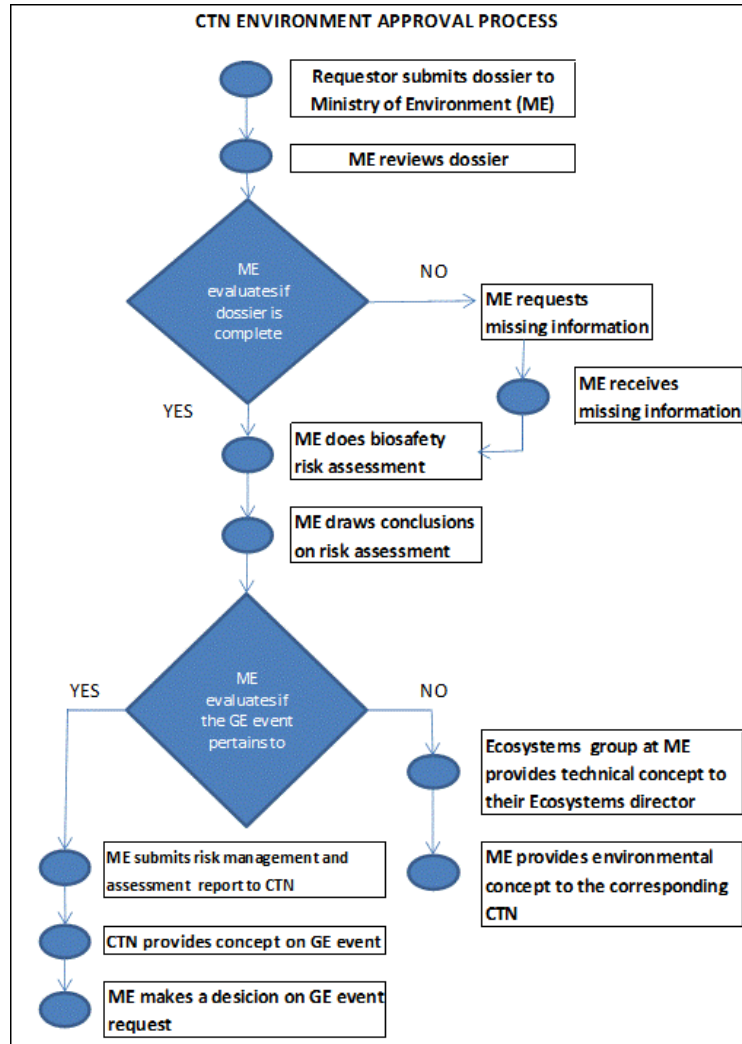 CTN ENVIRONMENT APPROVAL PROCESS
Requestor submits dossier to
Ministry of Environment (ME)
ME reviews dossier
ME
evaluates if
dossier is
complete
NO
ME requests
missing information
ME receives
missing information
YES
ME does biosafety
risk assessment
ME draws conclusions
on risk assessment
ME
evaluates if
the GE event
pertains to
YES
NO
Ecosystems group at ME
provides technical concept to
their Ecosystems director
ME provides environmental
concept to the corresponding
CTN
ME submits risk management and
assessment report to CTN
CTN provides concept on GE event
ME makes a desicion on GE event
request